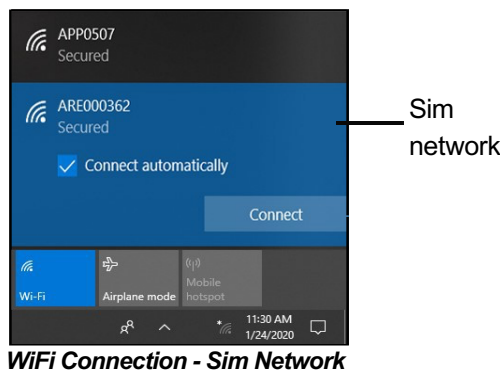 APP0507
Secured
ARE000362
Secured
Connect automatically
Connect
Sim
network
Wi-Fi
Airplane mode
Mobile
hotspot
11:30 AM
1/24/2020
WiFi Connection - Sim Network